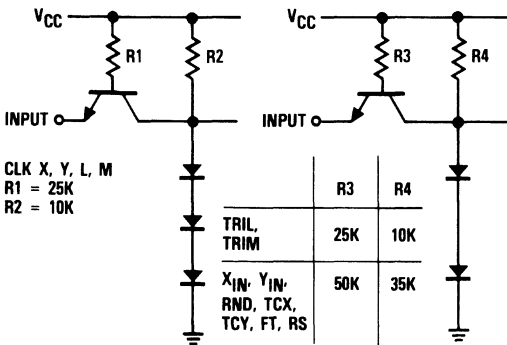 VCC
R1
R2
INPUT
CLK X, Y, L, M
R1 = 25K
R2 = 10K
VCC
R3
R4
INPUT
R3 R4
TRIL,
TRIM 25K 10K
XIN, YIN,
RND, TCX,
TCY, FT, RS 50K 35K